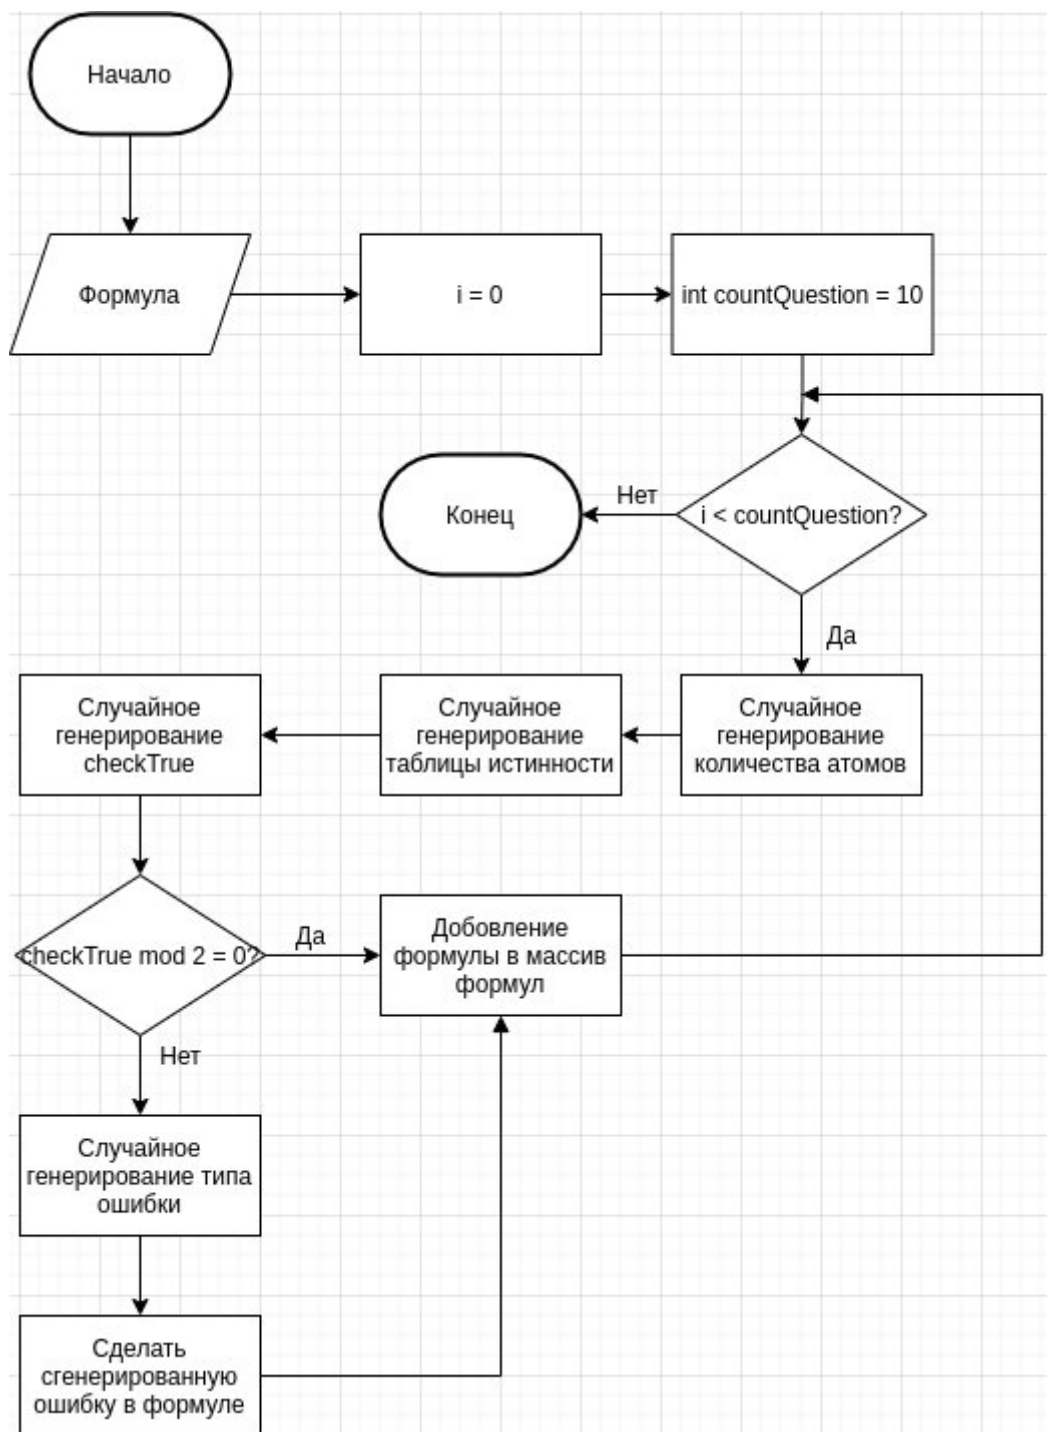 Начало
Формула
i = 0
int countQuestion = 10
i < countQuestion?
Нет
Конец
Да
Случайное
генерирование
количества атомов
Случайное
генерирование
таблицы истинности
Случайное
генерирование
checkTrue
checkTrue mod 2 = 0?
Да
Добовление
формулы в массив
формул
Нет
Случайное
генерирование типа
ошибки
Сделать
сгенерированную
ошибку в формуле